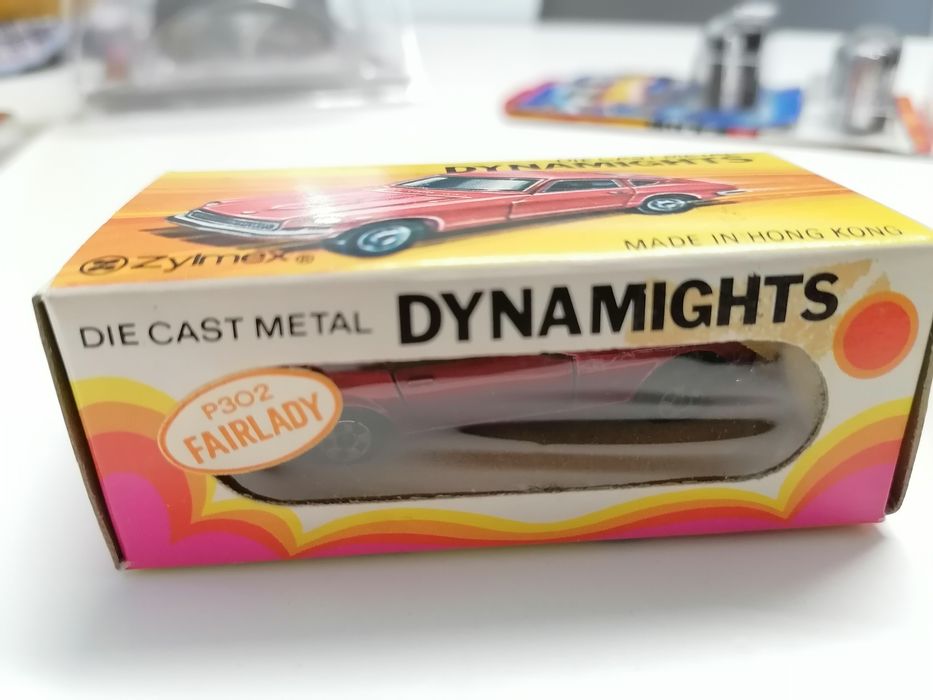 DYNAMIGHTS
MADE IN HONG KONG
Zylmex®
DIE CAST METAL DYNAMIGHTS
P302
FAIRLADY